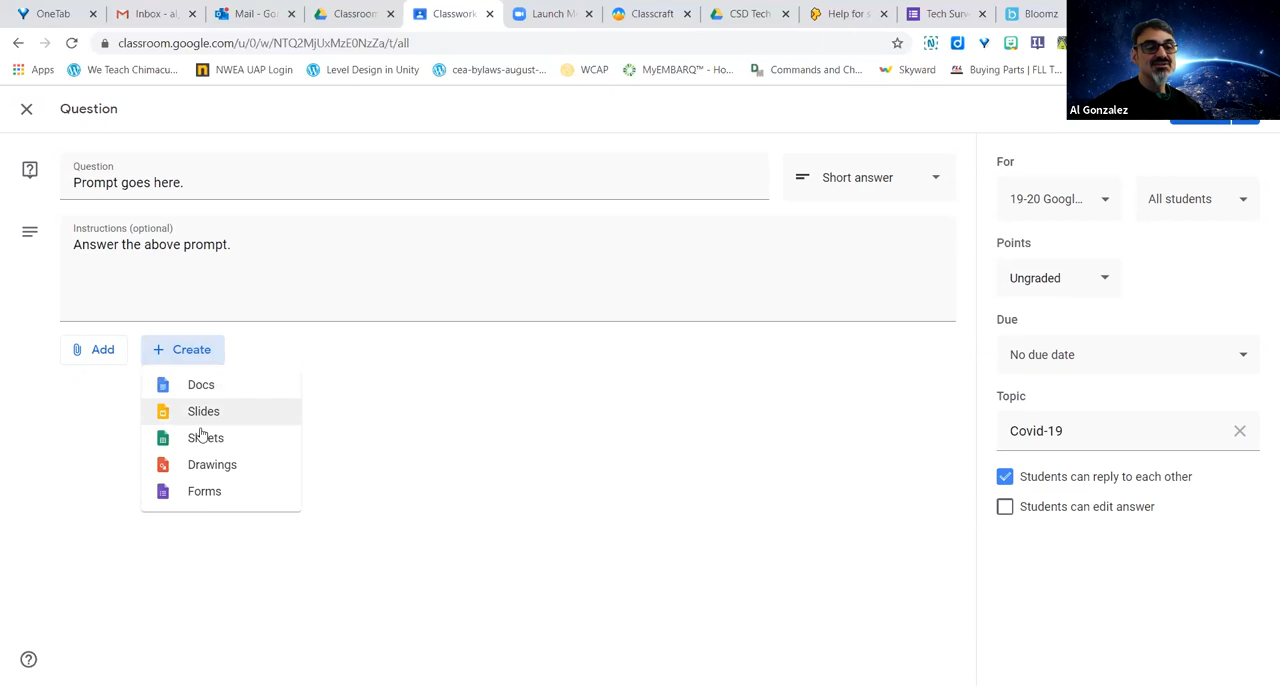 OneTab
Inbox - al
Mail - Go
Classroom
Classwork
Launch M
Classcraft
CSD Tech
Help for s
Tech Surv
Bloomz
classroom.google.com/u/0/w/NTQ2MjUxMzE0NzZa/t/all
Apps
We Teach Chimacu...
NWEA UAP Login
Level Design in Unity
cea-bylaws-august-...
WCAP
MyEMBARQ™ - Ho...
Commands and Ch...
Skyward
Buying Parts | FLL T...
Al Gonzalez
Question
Question
Prompt goes here.
Short answer
Instructions (optional)
Answer the above prompt.
Add
Create
Docs
Slides
Sheets
Drawings
Forms
For
19-20 Googl...
All students
Points
Ungraded
Due
No due date
Topic
Covid-19
Students can reply to each other
Students can edit answer